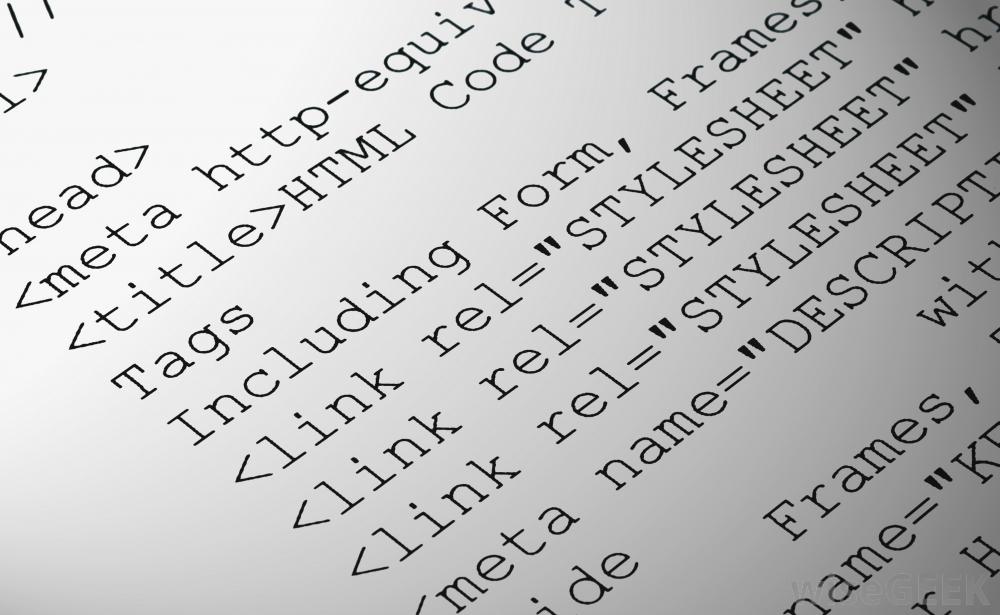 //
l>
head>
<meta http-equiv
<title>HTML Code T
Tags
Including Form, Frames
<link rel="STYLESHEET" h
<link rel="STYLESHEET" hr
<link rel="STYLESHEET"
<meta name="DESCRIPTI
ide wit
Frames,
name="KE
r H
wiseGEEK